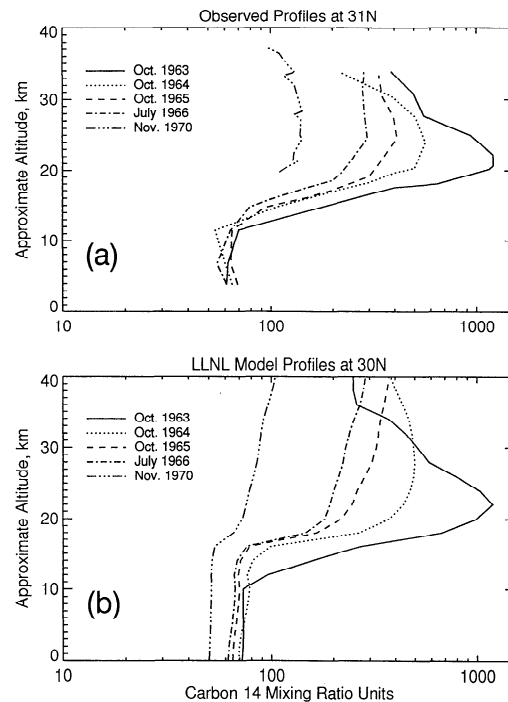 Observed Profiles at 31N
40
30
20
10
0
Approximate Altitude, km
Oct. 1963
Oct. 1964
Oct. 1965
July 1966
Nov. 1970
(a)
10
100
1000
LLNL Model Profiles at 30N
40
30
20
10
0
Approximate Altitude, km
Oct. 1963
Oct. 1964
Oct. 1965
July 1966
Nov. 1970
(b)
10
100
1000
Carbon 14 Mixing Ratio Units